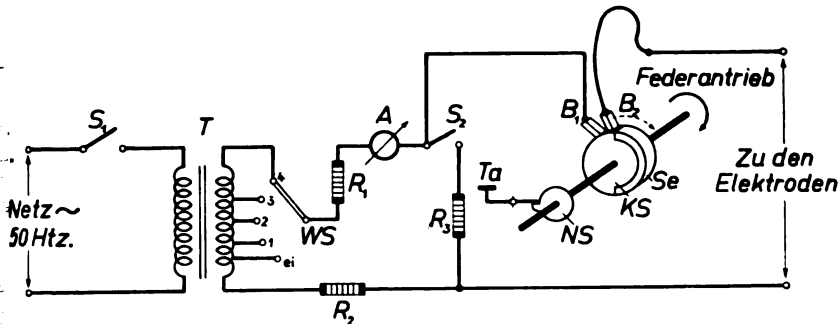 S1
T
Netz ~
50 Htz.
4
3
2
1
ei
WS
R1
A
S2
R2
R3
B1
B2
Federantrieb
Ta
NS
KS
Se
Zu den
Elektroden